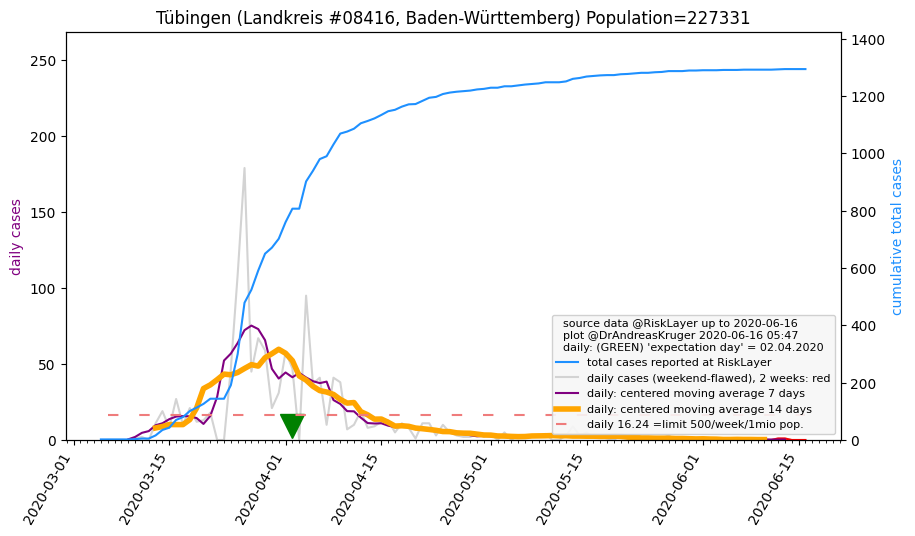 Tübingen (Landkreis #08416, Baden-Württemberg) Population=227331
250
200
150
100
50
0
daily cases
1400
1200
1000
800
600
400
200
0
cumulative total cases
source data @RiskLayer up to 2020-06-16
plot @DrAndreasKruger 2020-06-16 05:47
daily: (GREEN) 'expectation day' = 02.04.2020
total cases reported at RiskLayer
daily cases (weekend-flawed), 2 weeks: red
daily: centered moving average 7 days
daily: centered moving average 14 days
daily 16.24 =limit 500/week/1mio pop.
2020-03-01
2020-03-15
2020-04-01
2020-04-15
2020-05-01
2020-05-15
2020-06-01
2020-06-15